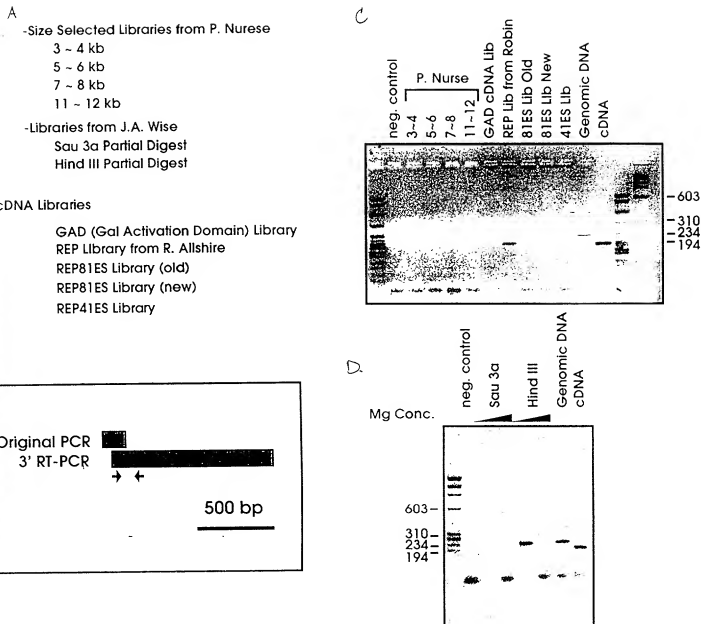 A
-Size Selected Libraries from P. Nurese
3 ~ 4 kb
5 ~ 6 kb
7 ~ 8 kb
11 ~ 12 kb
-Libraries from J.A. Wise
Sau 3a Partial Digest
Hind III Partial Digest
cDNA Libraries
GAD (Gal Activation Domain) Library
REP Library from R. Allshire
REP81ES Library (old)
REP81ES Library (new)
REP41ES Library
Original PCR
3' RT-PCR
500 bp
C
neg. control
P. Nurse
3~4
5~6
7~8
11~12
GAD cDNA Lib
REP Lib from Robin
81ES Lib Old
81ES Lib New
41ES Lib
Genomic DNA
cDNA
603
310
234
194
D.
neg. control
Sau 3a
Hind III
Genomic DNA
cDNA
Mg Conc.
603
310
234
194